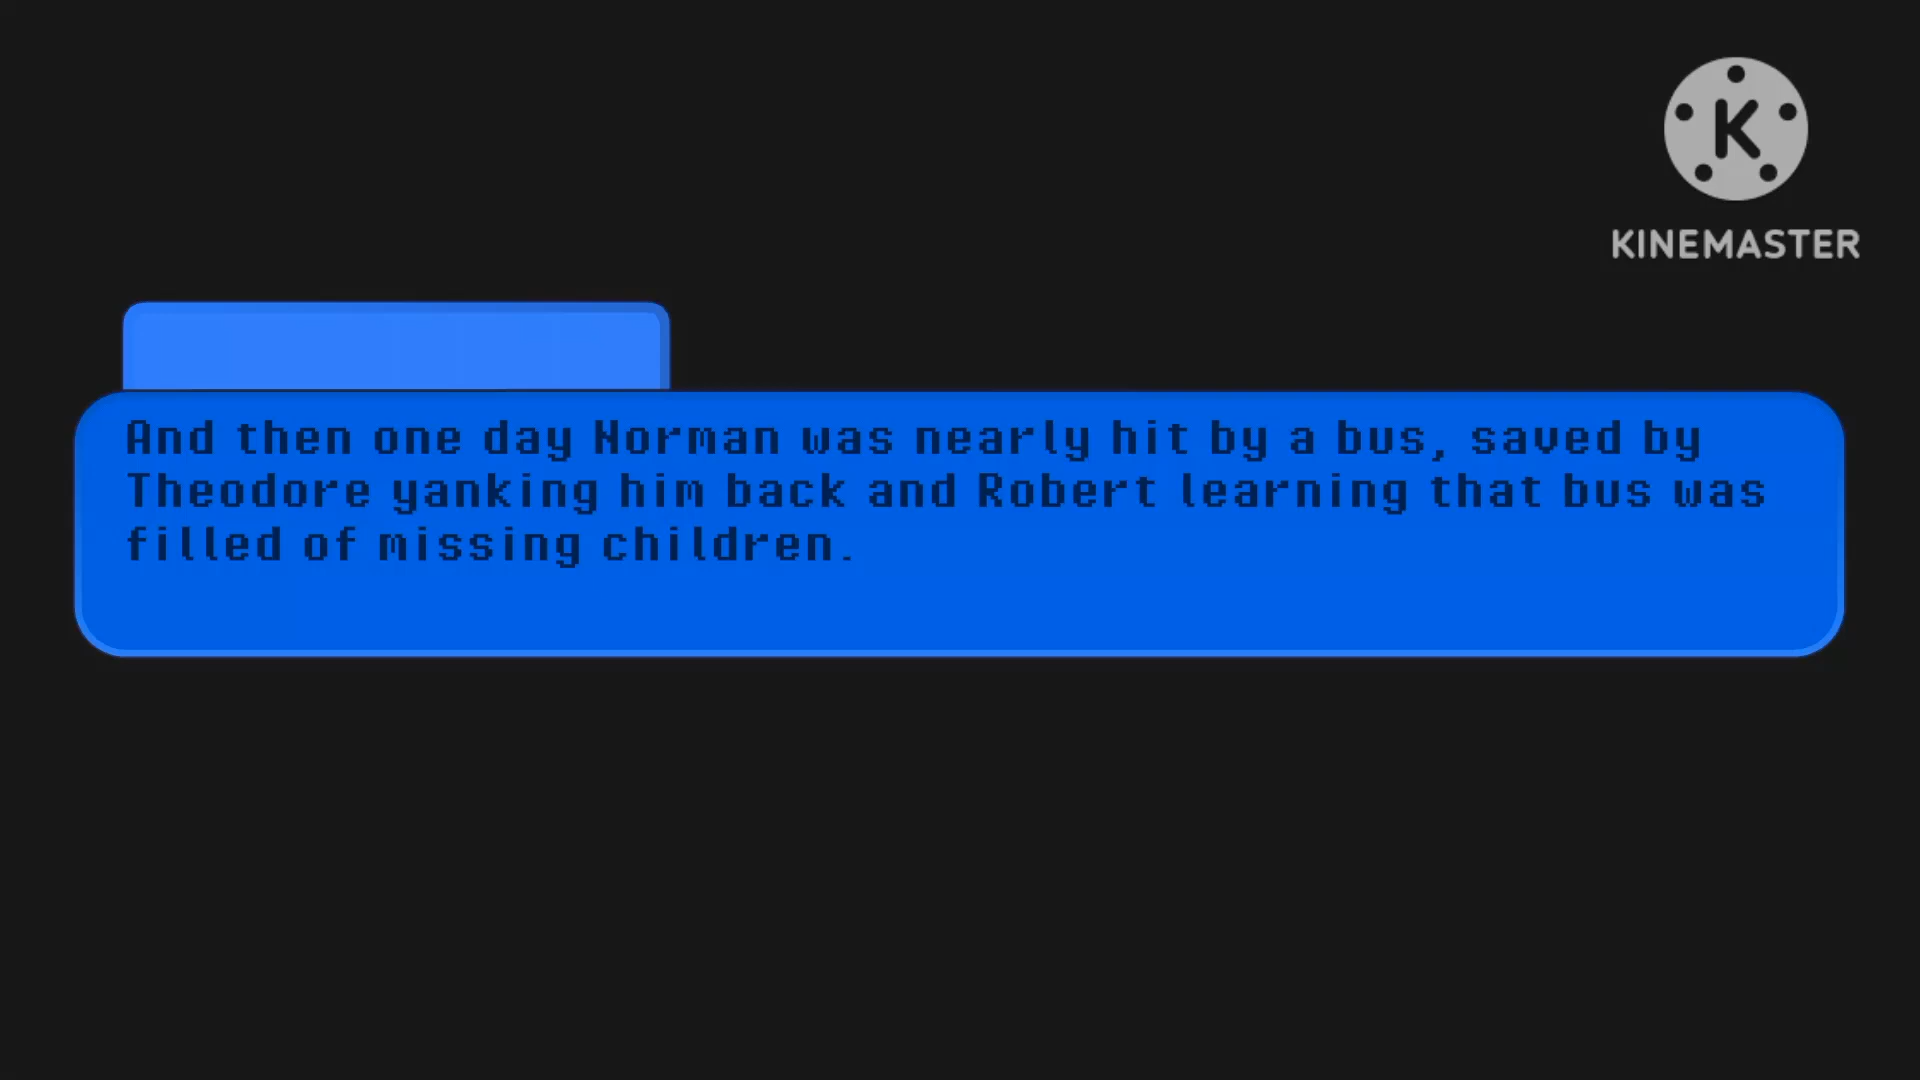 KINEMASTER
And then one day Norman was nearly hit by a bus, saved by
Theodore yanking him back and Robert learning that bus was
filled of missing children.